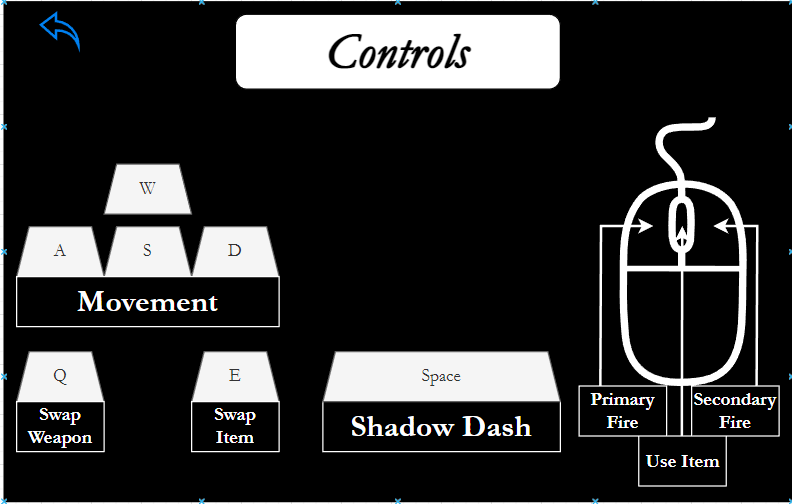 Controls
W
A S D
Movement
Q
Swap
Weapon
E
Swap
Item
Space
Shadow Dash
Primary
Fire
Secondary
Fire
Use Item